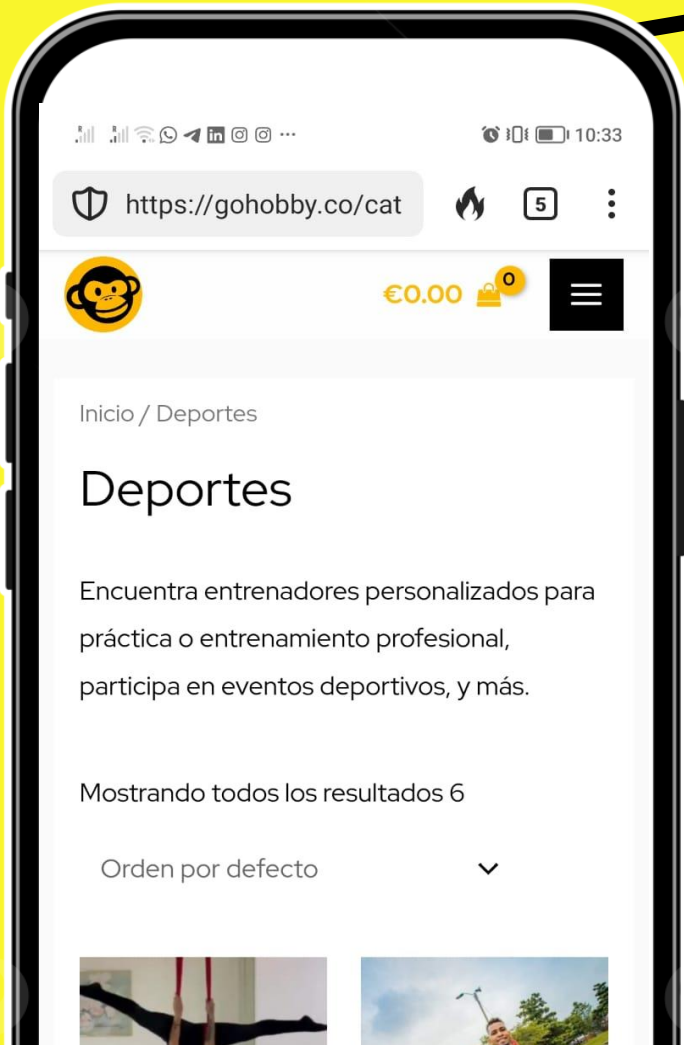 10:33
https://gohobby.co/cat
5
€0.00
0
Inicio / Deportes
Deportes
Encuentra entrenadores personalizados para
práctica o entrenamiento profesional,
participa en eventos deportivos, y más.
Mostrando todos los resultados 6
Orden por defecto